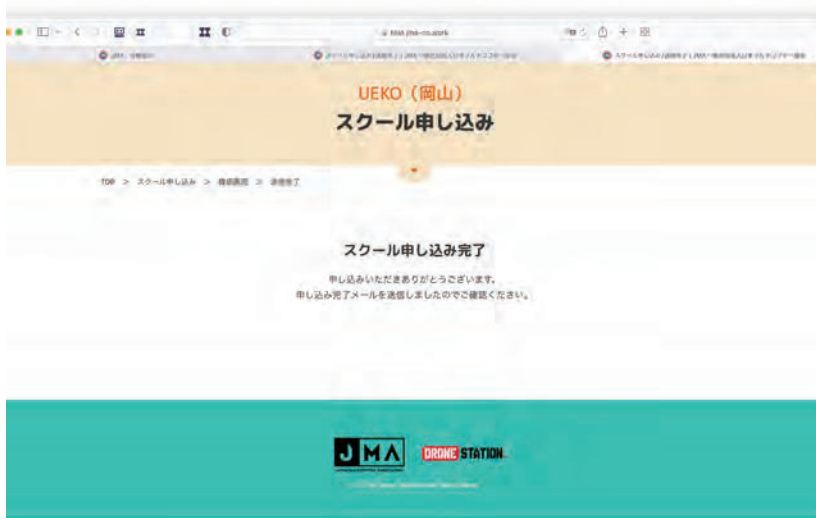 UEKO（岡山）
スクール申し込み
TOP > スクール申し込み > 確認画面 > 送信完了
スクール申し込み完了
申し込みいただきありがとうございます。
申し込み完了メールを送信しましたのでご確認ください。
JMA
DRONE STATION